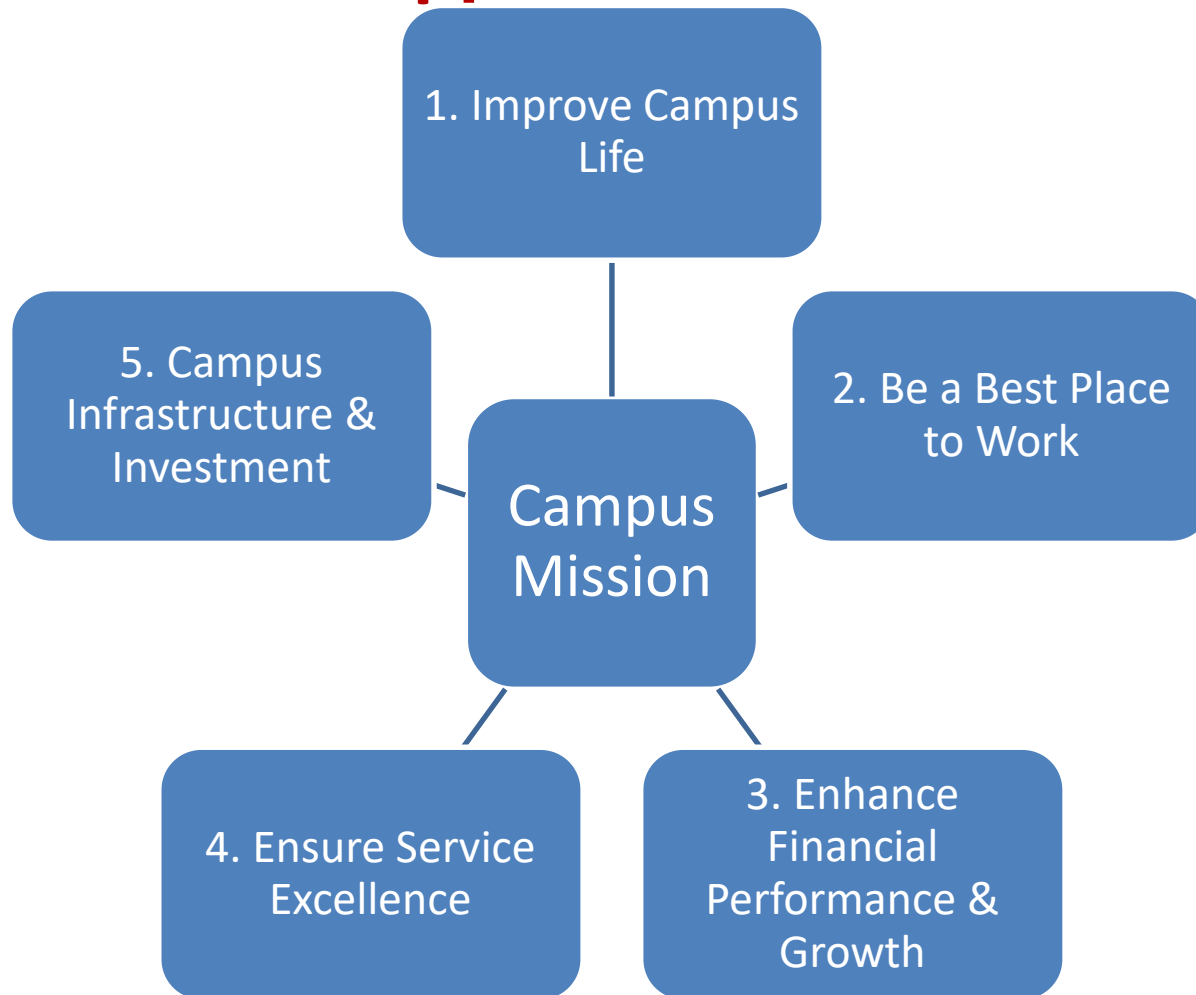 1. Improve Campus
Life
2. Be a Best Place
to Work
3. Enhance
Financial
Performance &
Growth
4. Ensure Service
Excellence
5. Campus
Infrastructure &
Investment
Campus
Mission